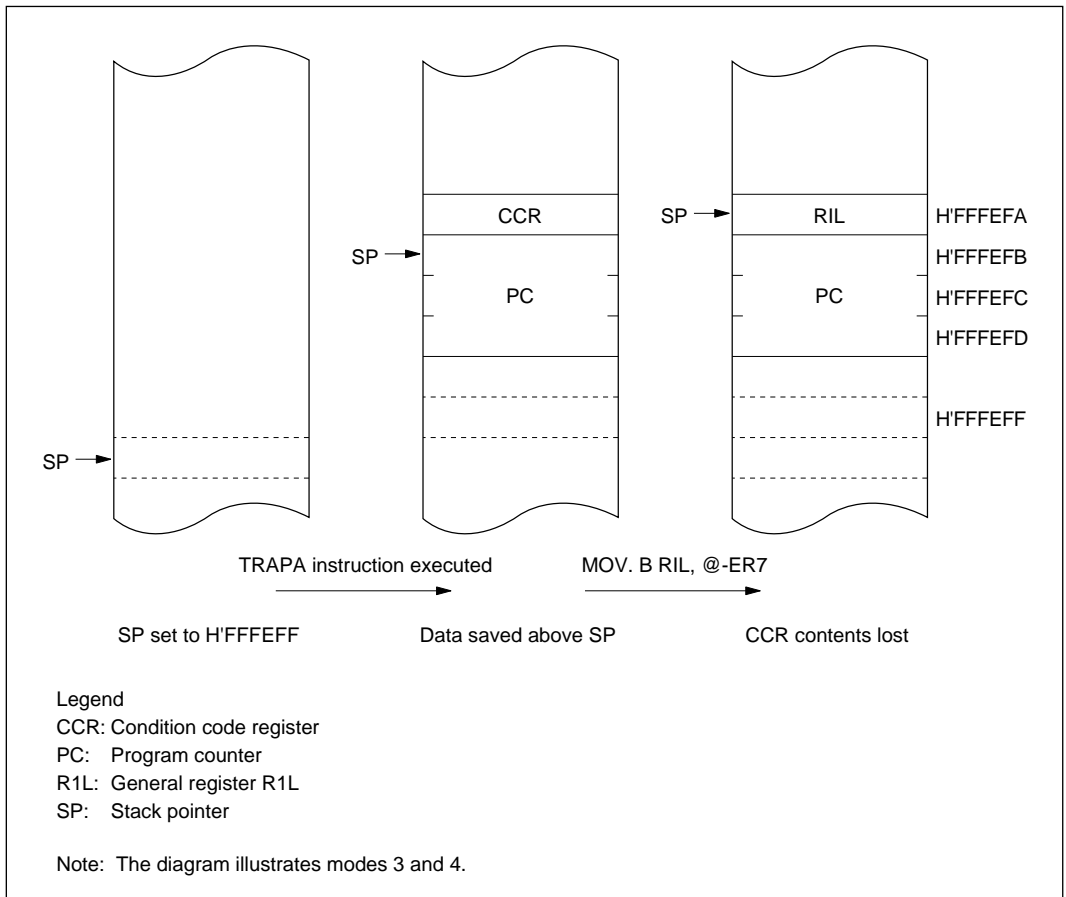 CCR
SP
RIL
H'FFFEFA
SP
H'FFFEFB
PC
PC
H'FFFEFC
H'FFFEFD
H'FFFEFF
SP
TRAPA instruction executed
MOV. B RIL, @-ER7
SP set to H'FFFEFF
Data saved above SP
CCR contents lost
Legend
CCR: Condition code register
PC: Program counter
R1L: General register R1L
SP: Stack pointer
Note: The diagram illustrates modes 3 and 4.